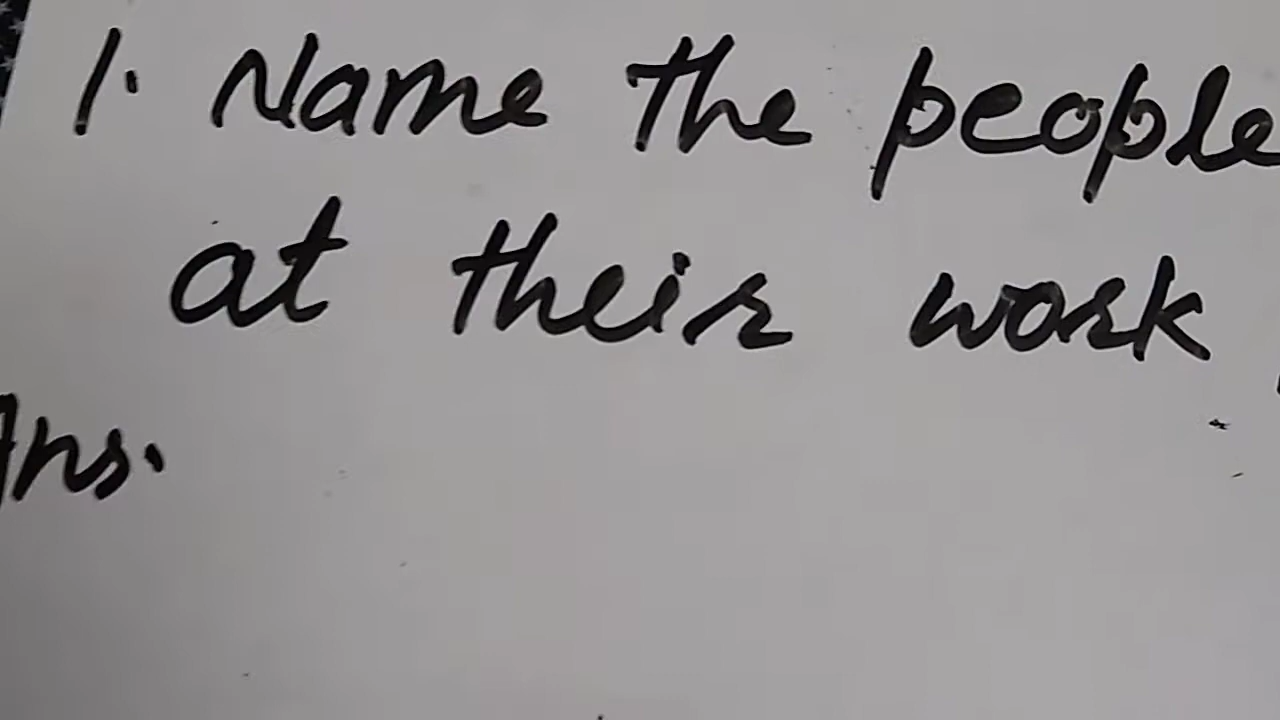 1. Name the people
at their work
Ans.